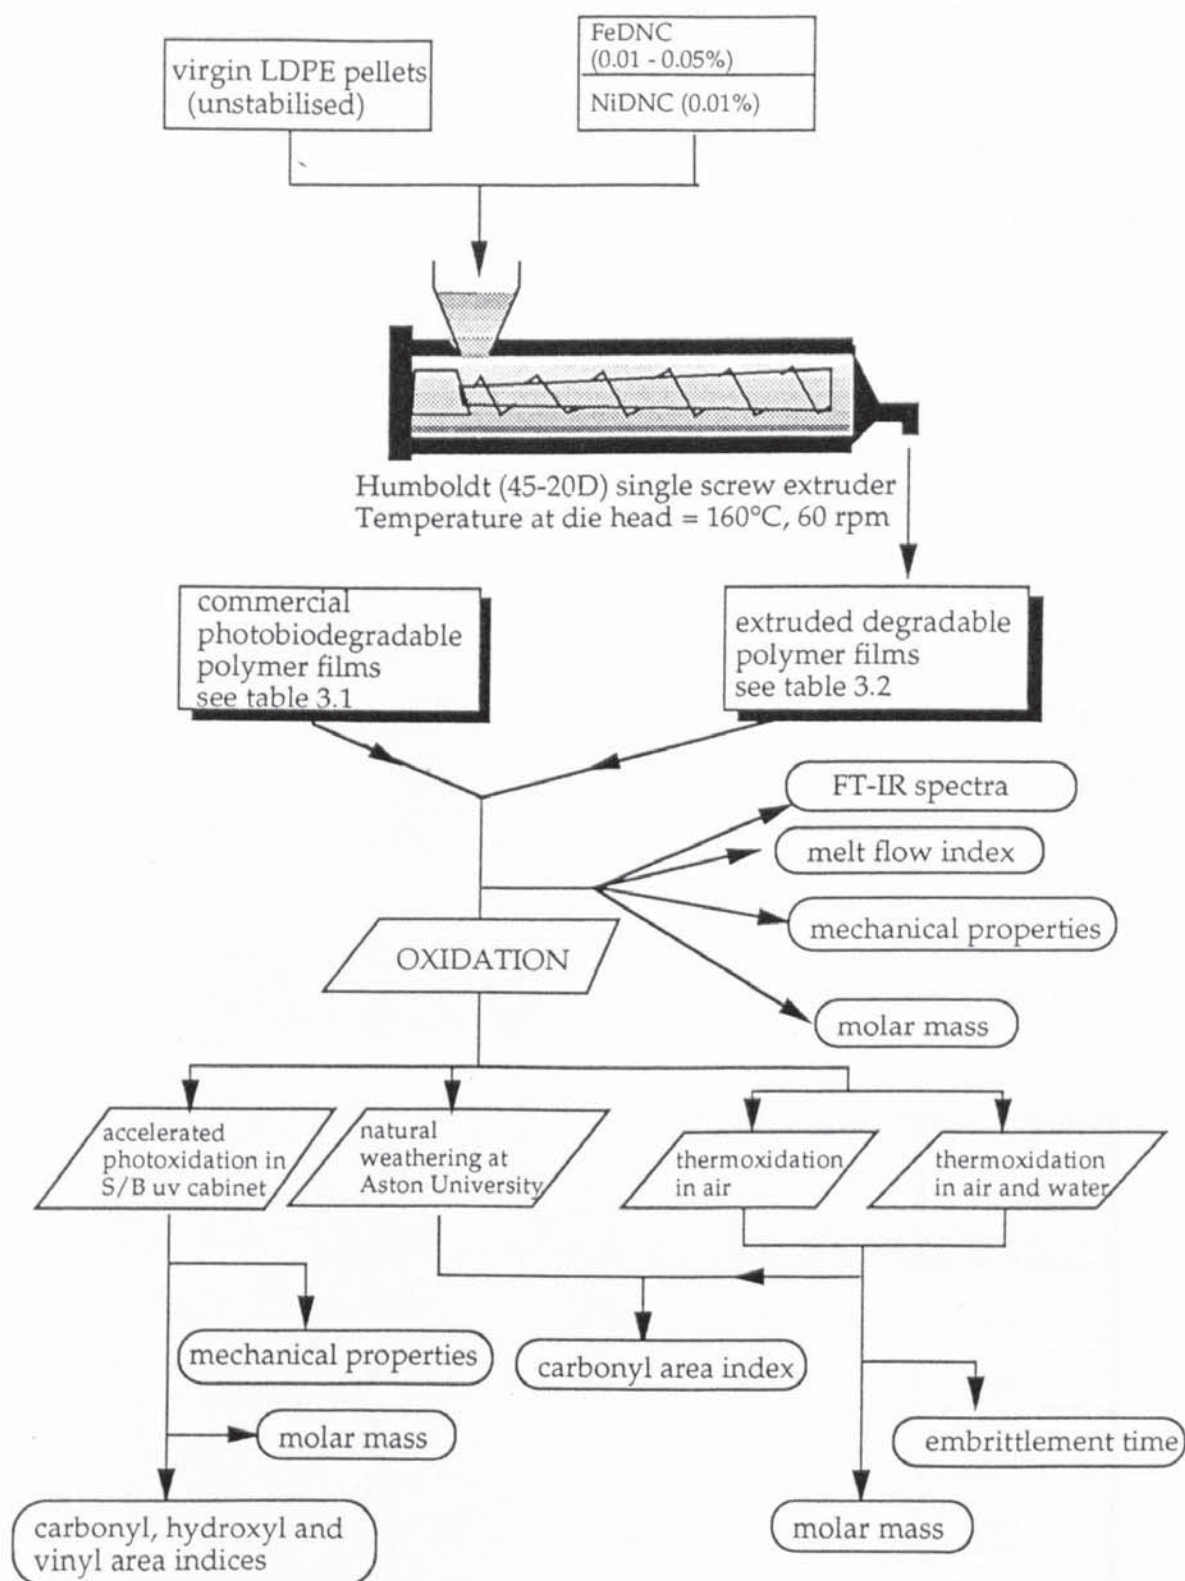 virgin LDPE pellets
(unstabilised)
FeDNC
(0.01 - 0.05%)
NiDNC (0.01%)
Humboldt (45-20D) single screw extruder
Temperature at die head = 160°C, 60 rpm
commercial
photobiodegradable
polymer films
see table 3.1
extruded degradable
polymer films
see table 3.2
FT-IR spectra
melt flow index
mechanical properties
molar mass
OXIDATION
accelerated
photoxidation in
S/B uv cabinet
natural
weathering at
Aston University
thermoxidation
in air
thermoxidation
in air and water
mechanical properties
carbonyl area index
molar mass
embrittlement time
carbonyl, hydroxyl and
vinyl area indices
molar mass